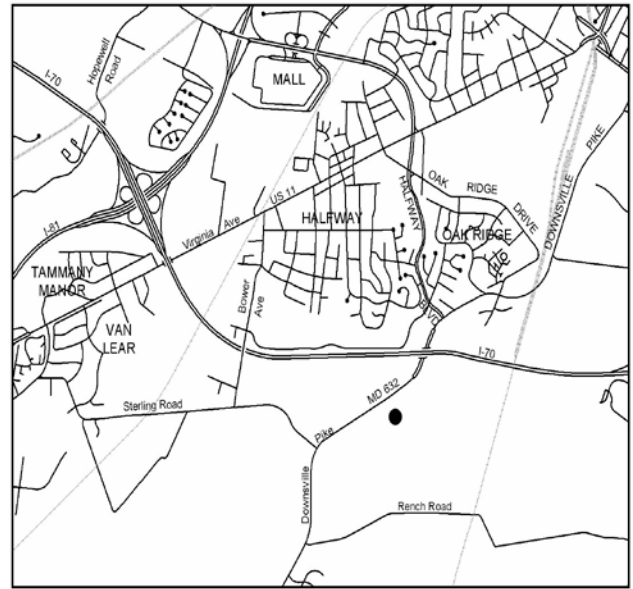 I-70
Hopewell
Road
MALL
OAK
RIDGE
DRIVE
DOWNSVILLE
PIKE
HALFWAY
BLVD
US 11
Virginia Ave
HALFWAY
OAK RIDGE
I-81
TAMMANY
MANOR
VAN
LEAR
Bower
Ave
I-70
MD 632
Sterling Road
Pike
Downsville
Rench Road